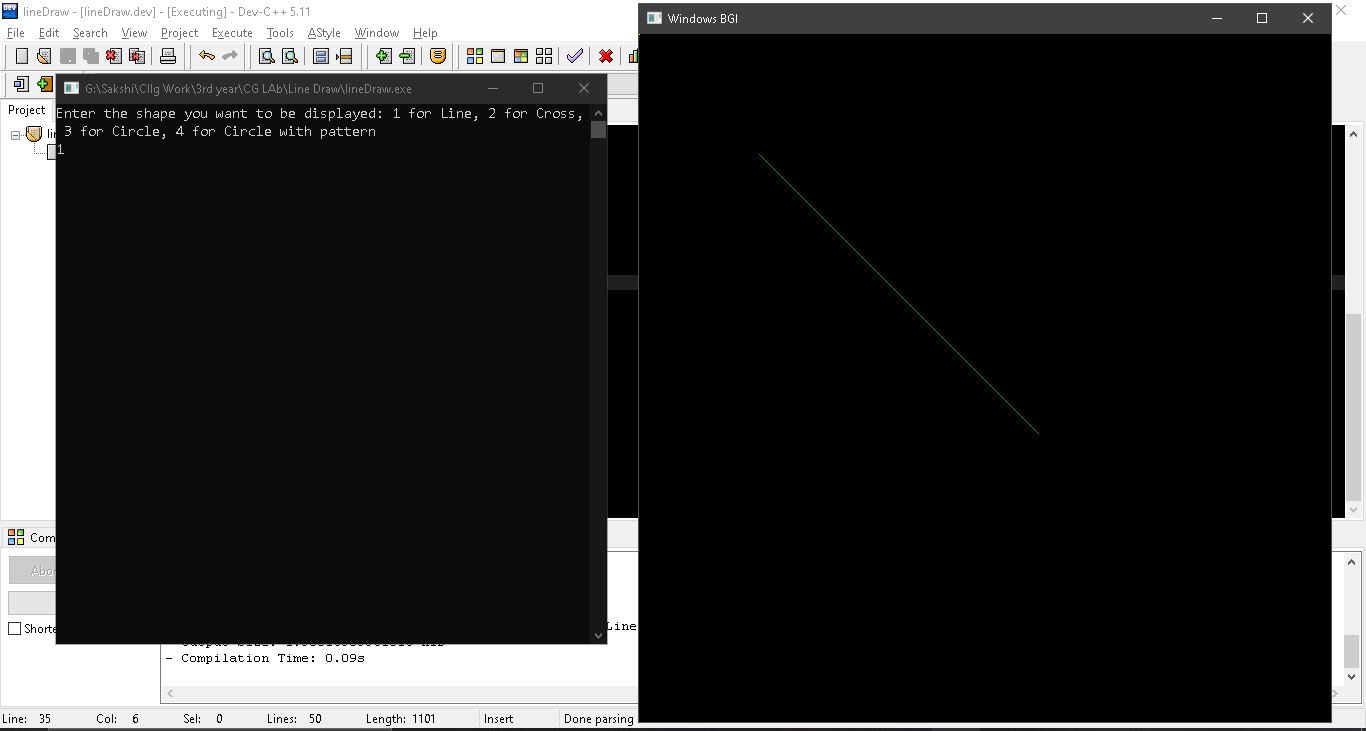 lineDraw - [lineDraw.dev] - [Executing] - Dev-C++ 5.11
File Edit Search View Project Execute Tools AStyle Window Help
Windows BGI
G:\Sakshi\Cllg Work\3rd year\CG LAb\Line Draw\lineDraw.exe
Project
Enter the shape you want to be displayed: 1 for Line, 2 for Cross,
3 for Circle, 4 for Circle with pattern
1
Com
Abor
Shorte
Line
- Compilation Time: 0.09s
Line: 35 Col: 6 Sel: 0 Lines: 50 Length: 1101 Insert Done parsing